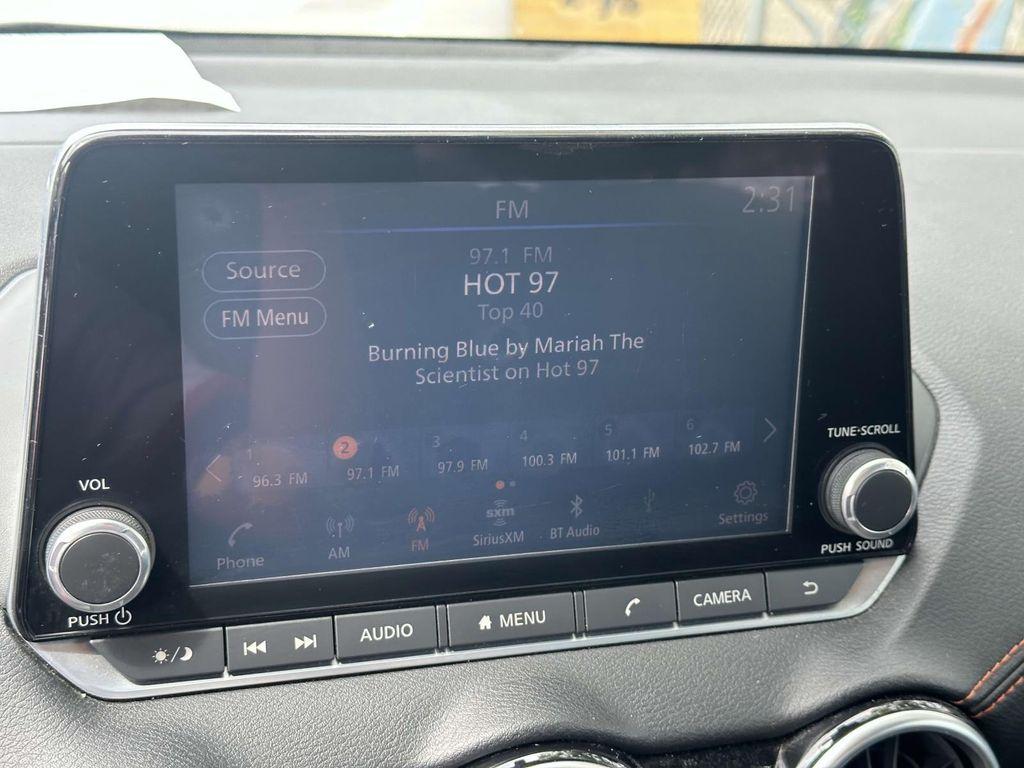 FM
2:31
Source
FM Menu
97.1 FM
HOT 97
Top 40
Burning Blue by Mariah The
Scientist on Hot 97
1
2
3
4
5
6
96.3 FM
97.1 FM
97.9 FM
100.3 FM
101.1 FM
102.7 FM
Phone
AM
FM
sxm
SiriusXM
BT Audio
Settings
VOL
PUSH
TUNE·SCROLL
PUSH SOUND
AUDIO
MENU
CAMERA